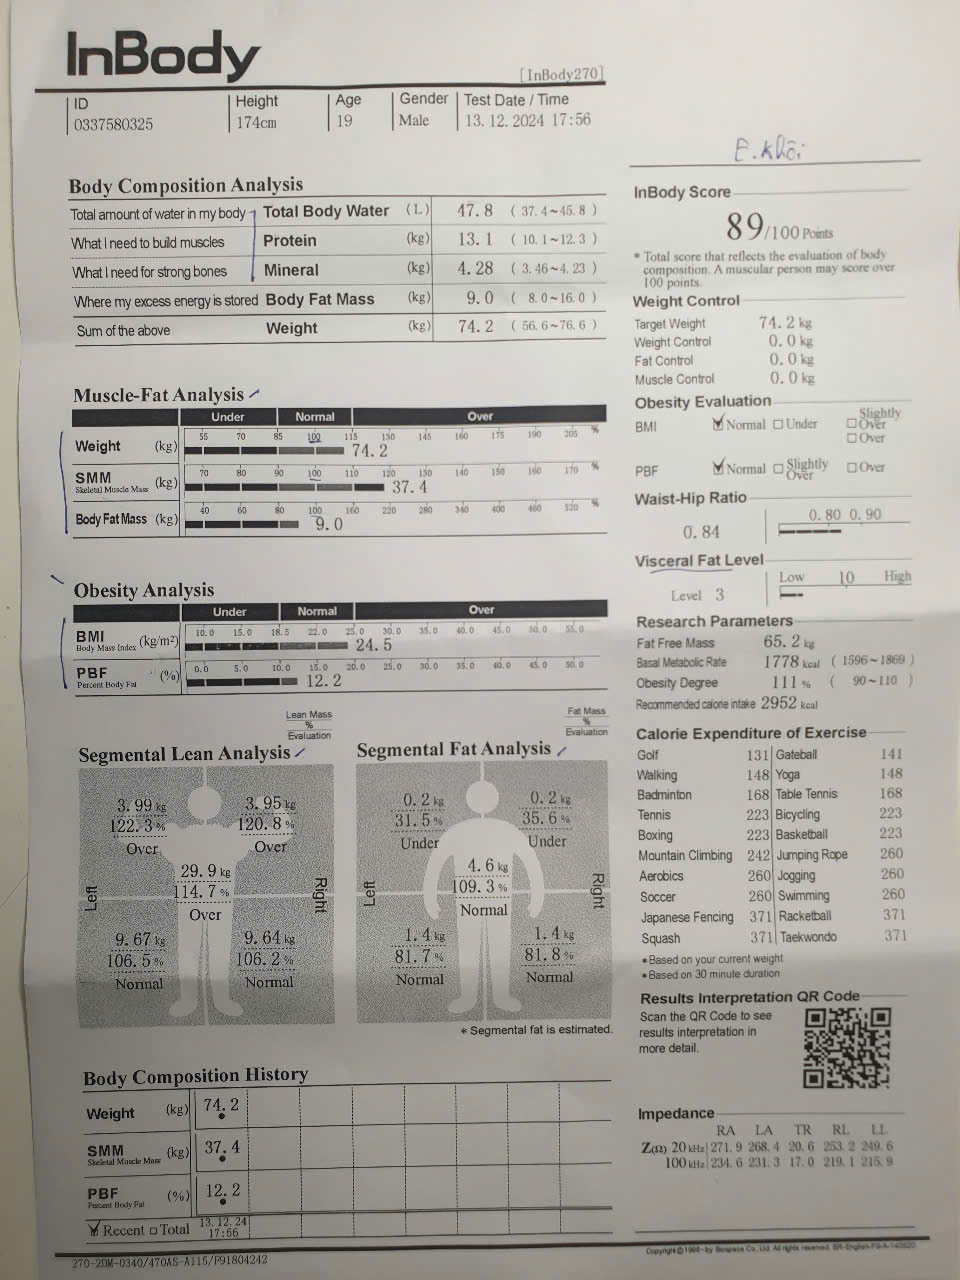 InBody
[InBody270]
ID Height Age Gender Test Date / Time
0337580325 174cm 19 Male 13. 12. 2024 17:56
E. Khôi
Body Composition Analysis
Total amount of water in my body Total Body Water (L) 47. 8 ( 37. 4~45. 8 )
What I need to build muscles Protein (kg) 13. 1 ( 10. 1~12. 3 )
What I need for strong bones Mineral (kg) 4. 28 ( 3. 46~4. 23 )
Where my excess energy is stored Body Fat Mass (kg) 9. 0 ( 8. 0~16. 0 )
Sum of the above Weight (kg) 74. 2 ( 56. 6~76. 6 )
Muscle-Fat Analysis
Under Normal Over
Weight (kg) 55 70 85 100 115 130 145 160 175 190 205 %
74. 2
SMM (kg) 70 80 90 100 110 120 130 140 150 160 170 %
Skeletal Muscle Mass 37. 4
Body Fat Mass (kg) 40 60 80 100 160 220 280 340 400 460 520 %
9. 0
Obesity Analysis
Under Normal Over
BMI (kg/m²) 10. 0 15. 0 18. 5 22. 0 25. 0 30. 0 35. 0 40. 0 45. 0 50. 0 55. 0
Body Mass Index 24. 5
PBF (%) 0. 0 5. 0 10. 0 15. 0 20. 0 25. 0 30. 0 35. 0 40. 0 45. 0 50. 0
Percent Body Fat 12. 2
Segmental Lean Analysis
Lean Mass
%
Evaluation
3. 99 kg 3. 95 kg
122. 3 % 120. 8 %
Over Over
29. 9 kg
114. 7 %
Over
Left Right
9. 67 kg 9. 64 kg
106. 5 % 106. 2 %
Normal Normal
Segmental Fat Analysis
Fat Mass
%
Evaluation
0. 2 kg 0. 2 kg
31. 5 % 35. 6 %
Under Under
4. 6 kg
109. 3 %
Normal
Left Right
1. 4 kg 1. 4 kg
81. 7 % 81. 8 %
Normal Normal
* Segmental fat is estimated.
Body Composition History
Weight (kg) 74. 2
SMM (kg) 37. 4
Skeletal Muscle Mass
PBF (%) 12. 2
Percent Body Fat
Recent Total 13. 12. 24
17:56
270-2DM-0340/470AS-A115/F91804242
InBody Score
89/100 Points
* Total score that reflects the evaluation of body
composition. A muscular person may score over
100 points.
Weight Control
Target Weight 74. 2 kg
Weight Control 0. 0 kg
Fat Control 0. 0 kg
Muscle Control 0. 0 kg
Obesity Evaluation
BMI Normal Under Slightly Over
Over
PBF Normal Slightly Over Over
Waist-Hip Ratio
0. 84 0. 80 0. 90
Visceral Fat Level
Level 3 Low 10 High
Research Parameters
Fat Free Mass 65. 2 kg
Basal Metabolic Rate 1778 kcal ( 1596~1869 )
Obesity Degree 111 % ( 90~110 )
Recommended calorie intake 2952 kcal
Calorie Expenditure of Exercise
Golf 131 Gateball 141
Walking 148 Yoga 148
Badminton 168 Table Tennis 168
Tennis 223 Bicycling 223
Boxing 223 Basketball 223
Mountain Climbing 242 Jumping Rope 260
Aerobics 260 Jogging 260
Soccer 260 Swimming 260
Japanese Fencing 371 Racketball 371
Squash 371 Taekwondo 371
*Based on your current weight
*Based on 30 minute duration
Results Interpretation QR Code
Scan the QR Code to see
results interpretation in
more detail.
Impedance
RA LA TR RL LL
Z(Ω) 20 kHz 271. 9 268. 4 20. 6 253. 2 249. 6
100 kHz 234. 6 231. 3 17. 0 219. 1 215. 9
Copyright © 1996~by Biospace Co. Ltd. All rights reserved.